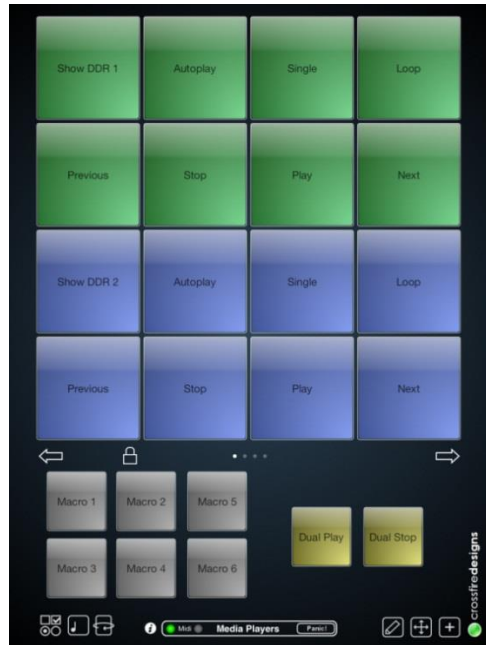 Show DDR 1 Autoplay Single Loop
Previous Stop Play Next
Show DDR 2 Autoplay Single Loop
Previous Stop Play Next
Macro 1 Macro 2 Macro 5
Dual Play Dual Stop
Macro 3 Macro 4 Macro 6
i Midi Media Players Panic!
crossfiredesigns